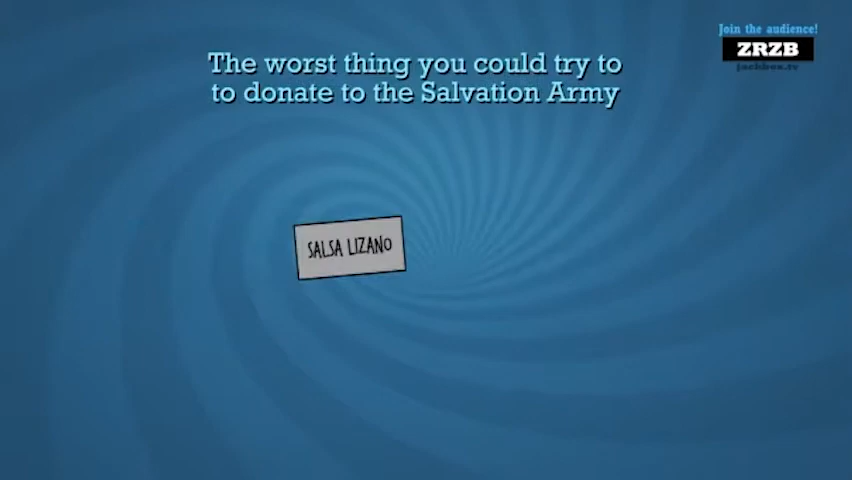 Join the audience!
ZRZB
jackbox.tv
The worst thing you could try to
to donate to the Salvation Army
SALSA LIZANO